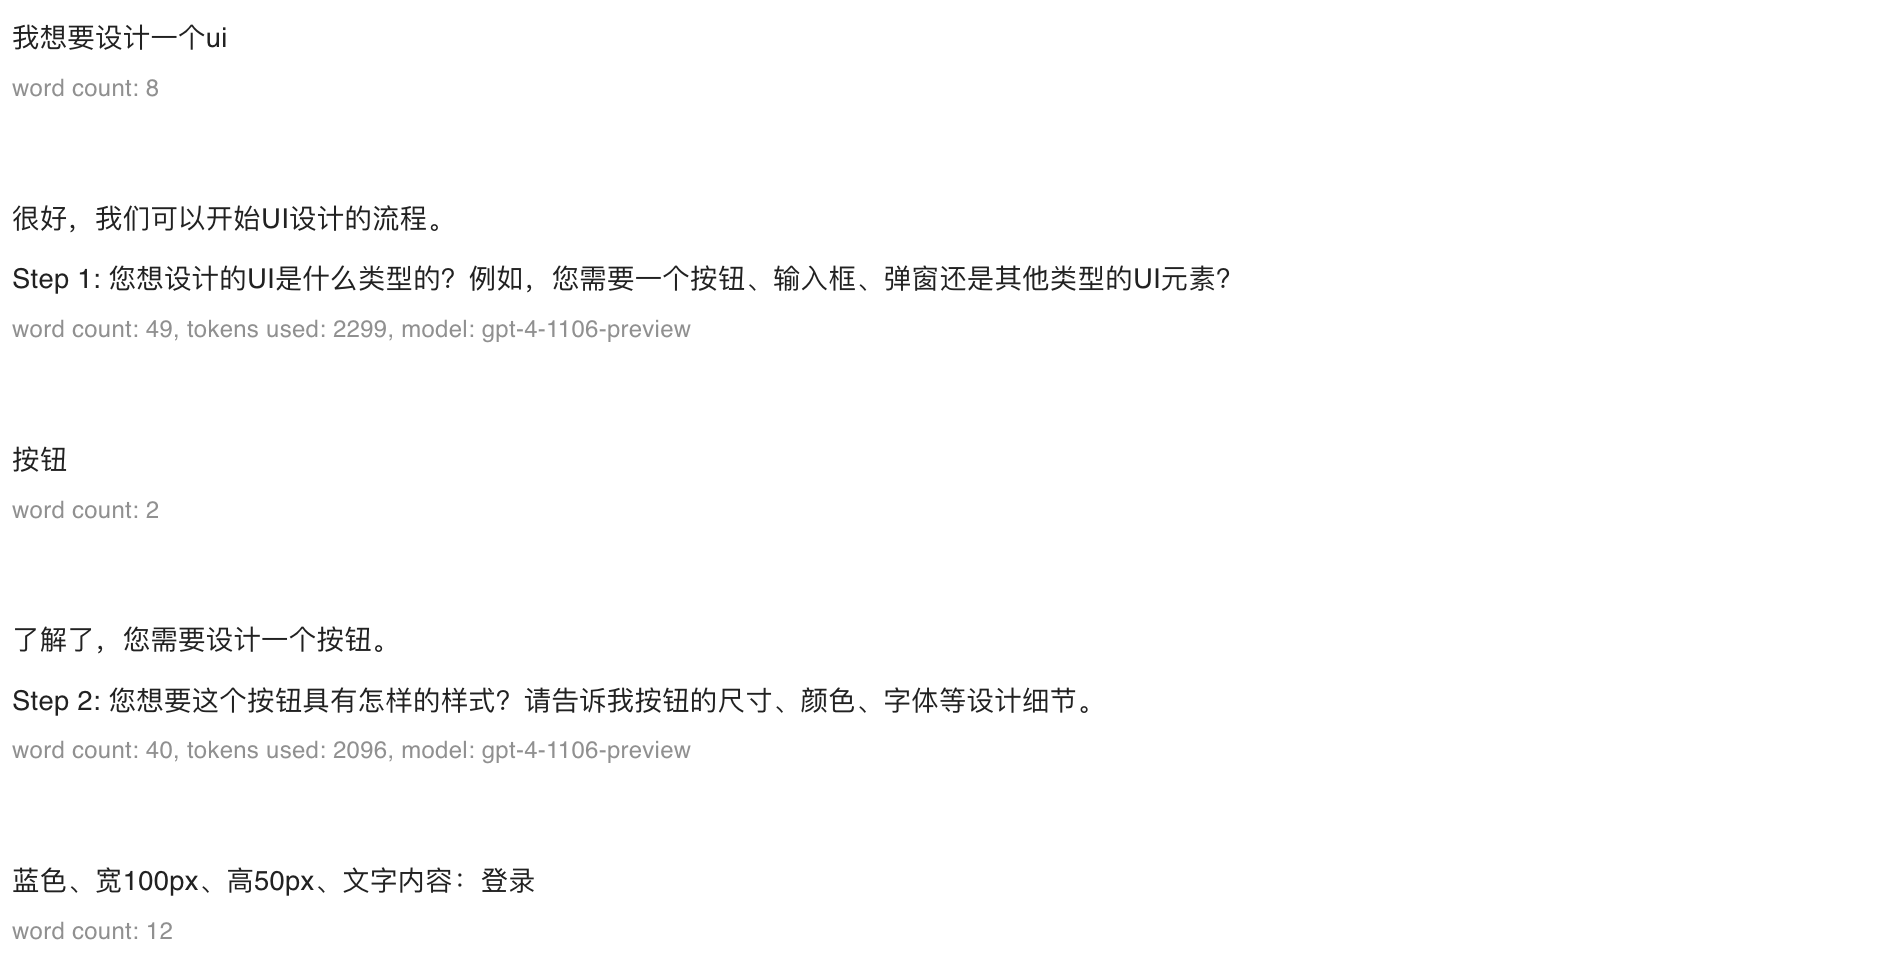 我想要设计一个ui
word count: 8
很好，我们可以开始UI设计的流程。
Step 1: 您想设计的UI是什么类型的？例如，您需要一个按钮、输入框、弹窗还是其他类型的UI元素？
word count: 49, tokens used: 2299, model: gpt-4-1106-preview
按钮
word count: 2
了解了，您需要设计一个按钮。
Step 2: 您想要这个按钮具有怎样的样式？请告诉我按钮的尺寸、颜色、字体等设计细节。
word count: 40, tokens used: 2096, model: gpt-4-1106-preview
蓝色、宽100px、高50px、文字内容：登录
word count: 12